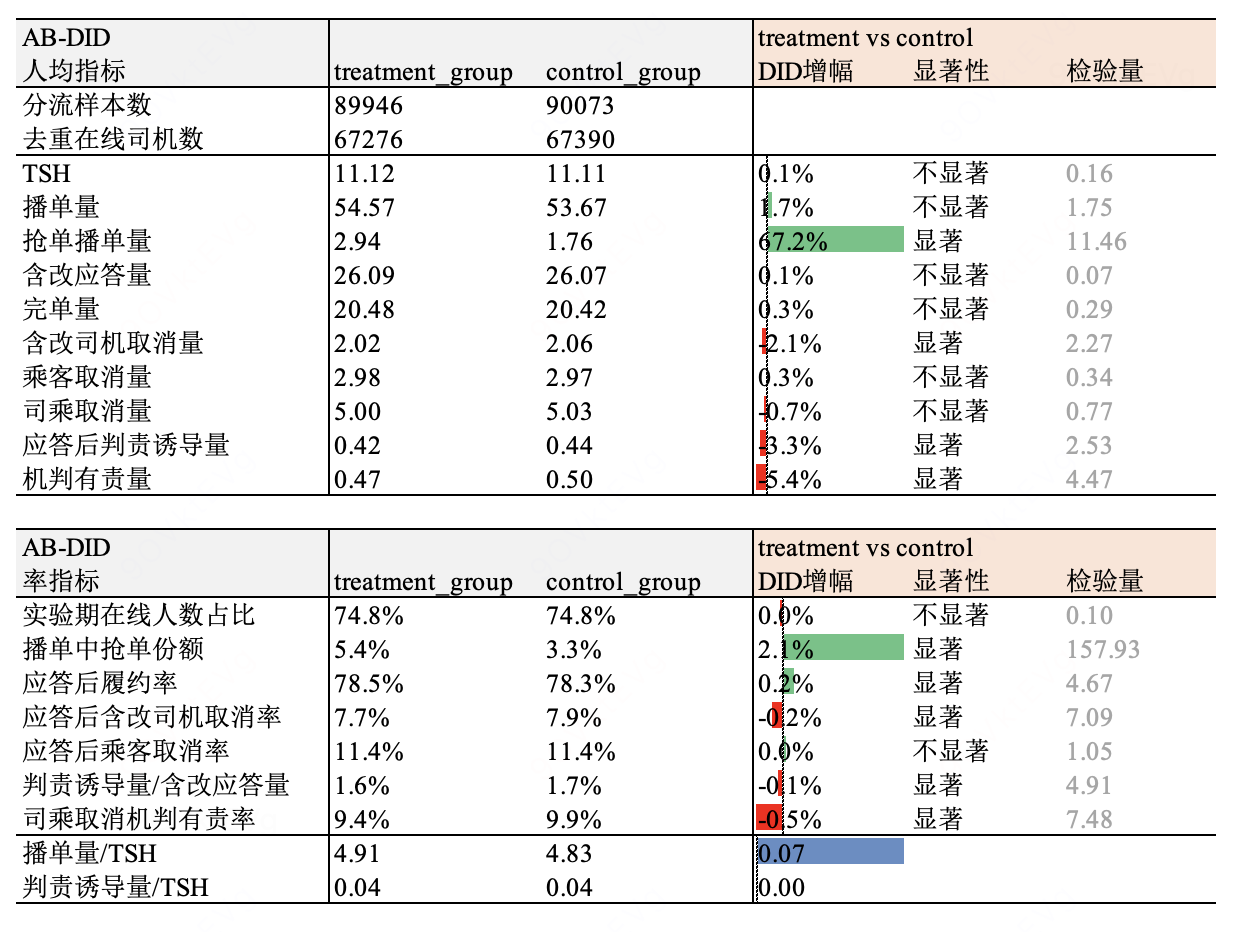 AB-DID treatment vs control
人均指标 treatment_group control_group DID增幅 显著性 检验量
分流样本数 89946 90073
去重在线司机数 67276 67390
TSH 11.12 11.11 0.1% 不显著 0.16
播单量 54.57 53.67 1.7% 不显著 1.75
抢单播单量 2.94 1.76 67.2% 显著 11.46
含改应答量 26.09 26.07 0.1% 不显著 0.07
完单量 20.48 20.42 0.3% 不显著 0.29
含改司机取消量 2.02 2.06 -2.1% 显著 2.27
乘客取消量 2.98 2.97 0.3% 不显著 0.34
司乘取消量 5.00 5.03 -0.7% 不显著 0.77
应答后判责诱导量 0.42 0.44 -3.3% 显著 2.53
机判有责量 0.47 0.50 -5.4% 显著 4.47
AB-DID treatment vs control
率指标 treatment_group control_group DID增幅 显著性 检验量
实验期在线人数占比 74.8% 74.8% 0.0% 不显著 0.10
播单中抢单份额 5.4% 3.3% 2.1% 显著 157.93
应答后履约率 78.5% 78.3% 0.2% 显著 4.67
应答后含改司机取消率 7.7% 7.9% -0.2% 显著 7.09
应答后乘客取消率 11.4% 11.4% 0.0% 不显著 1.05
判责诱导量/含改应答量 1.6% 1.7% -0.1% 显著 4.91
司乘取消机判有责率 9.4% 9.9% -0.5% 显著 7.48
播单量/TSH 4.91 4.83 0.07
判责诱导量/TSH 0.04 0.04 0.00